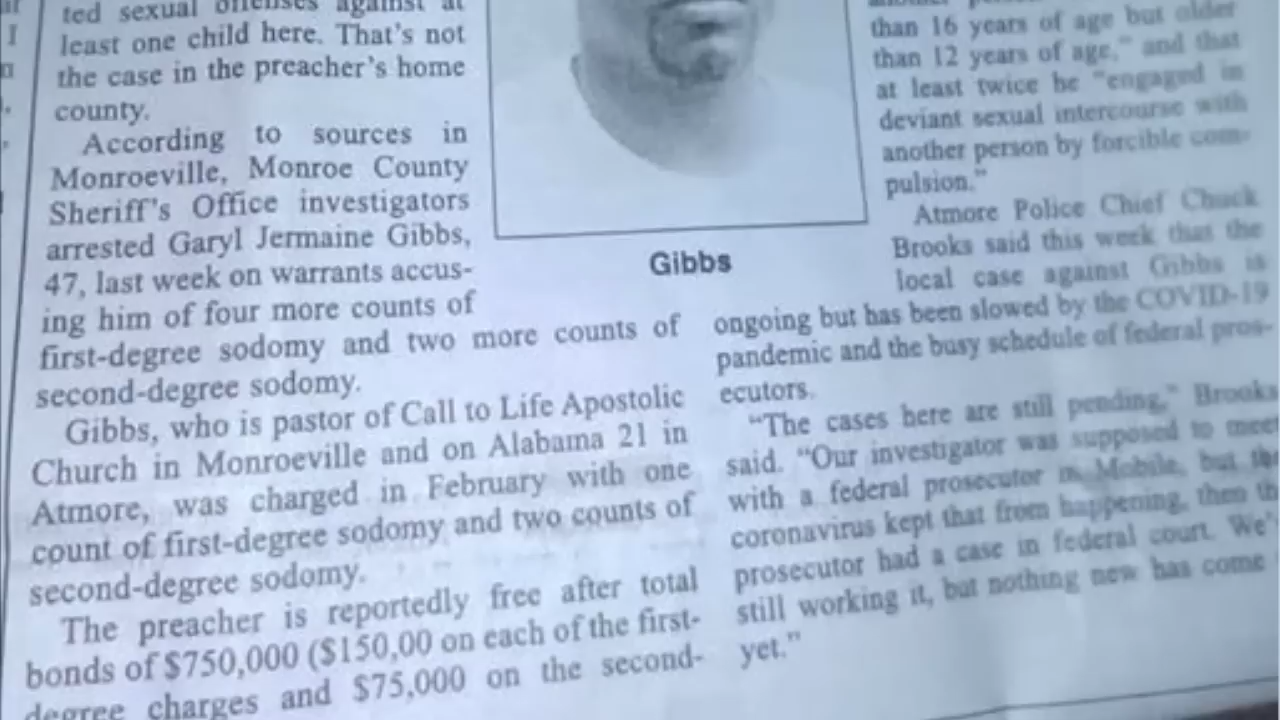 ted sexual offenses against at
least one child here. That's not
the case in the preacher's home
county.
According to sources in
Monroeville, Monroe County
Sheriff's Office investigators
arrested Garyl Jermaine Gibbs,
47, last week on warrants accus-
ing him of four more counts of
first-degree sodomy and two more counts of
second-degree sodomy.
Gibbs, who is pastor of Call to Life Apostolic
Church in Monroeville and on Alabama 21 in
Atmore, was charged in February with one
count of first-degree sodomy and two counts of
second-degree sodomy.
The preacher is reportedly free after total
bonds of $750,000 ($150,00 on each of the first-
degree charges and $75,000 on the second-
Gibbs
than 16 years of age but older
than 12 years of age," and that
at least twice he "engaged in
deviant sexual intercourse with
another person by forcible com-
pulsion."
Atmore Police Chief Chuck
Brooks said this week that the
local case against Gibbs is
ongoing but has been slowed by the COVID-19
pandemic and the busy schedule of federal pros-
ecutors.
"The cases here are still pending," Brooks
said. "Our investigator was supposed to meet
with a federal prosecutor in Mobile, but the
coronavirus kept that from happening, then th
prosecutor had a case in federal court. We'
still working it, but nothing new has come
yet."